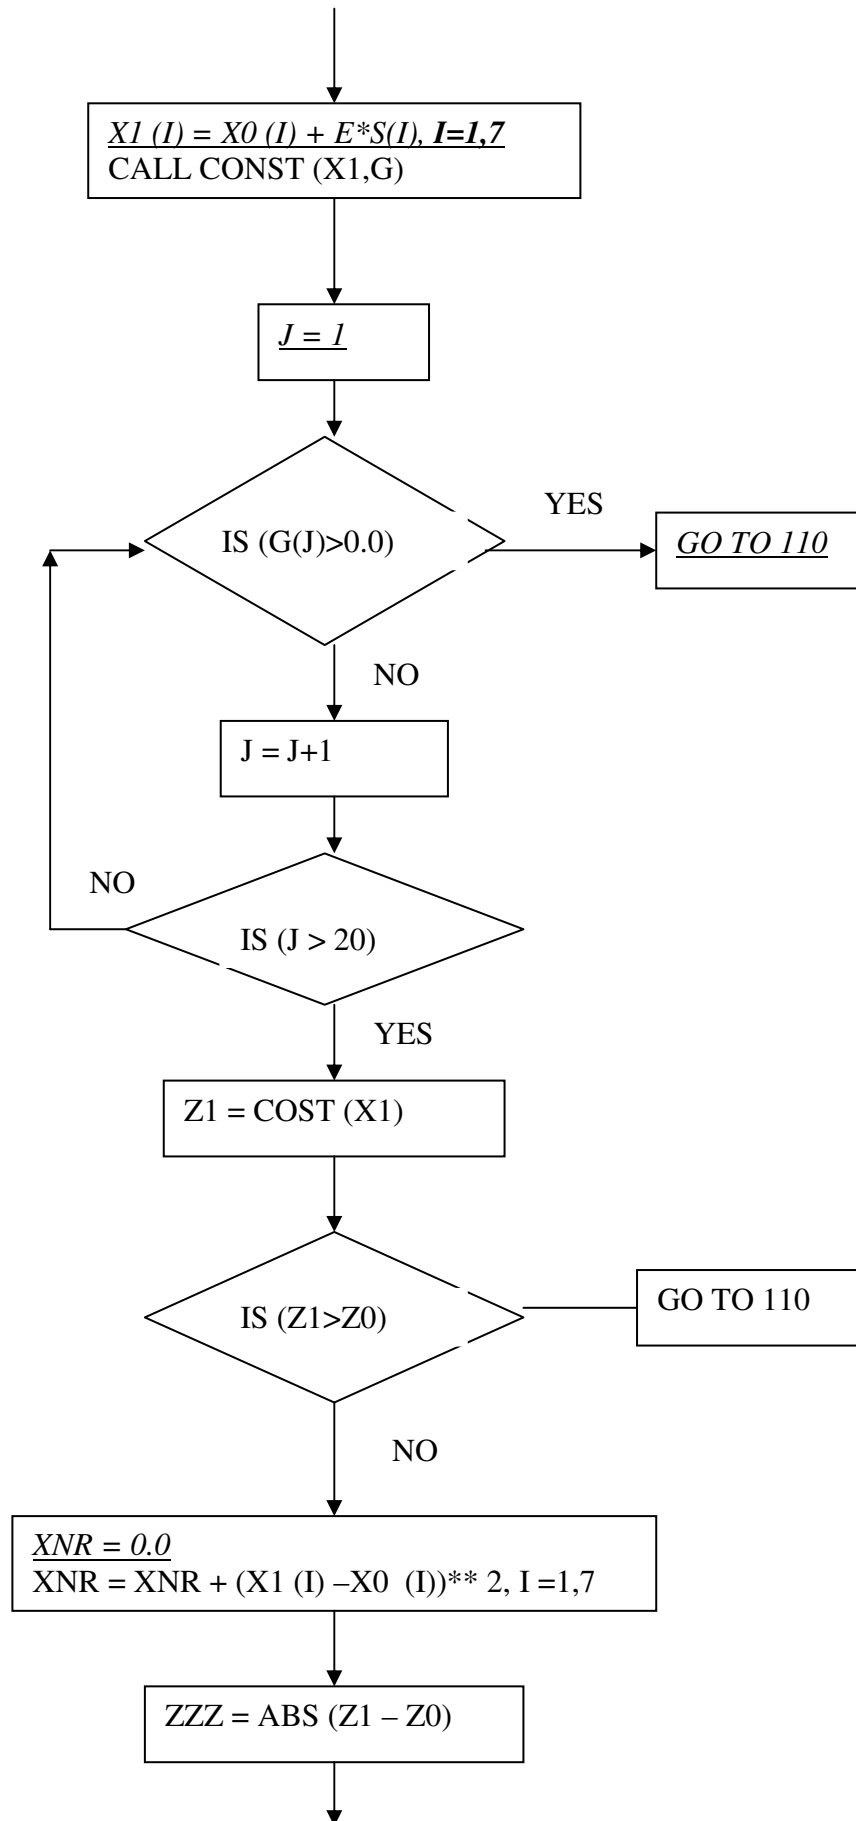 X1 (I) = X0 (I) + E*S(I), I=1,7
CALL CONST (X1,G)
J = 1
IS (G(J)>0.0)
YES
GO TO 110
NO
J = J+1
NO
IS (J > 20)
YES
Z1 = COST (X1)
IS (Z1>Z0)
GO TO 110
NO
XNR = 0.0
XNR = XNR + (X1 (I) –X0 (I))** 2, I =1,7
ZZZ = ABS (Z1 – Z0)